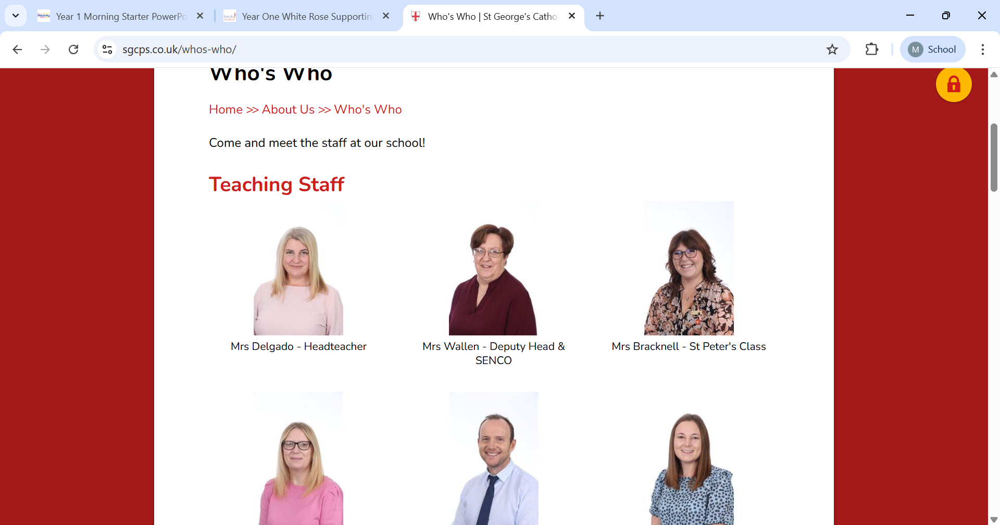 Year 1 Morning Starter PowerPo
Year One White Rose Supportin
Who's Who | St George's Catho
sgcps.co.uk/whos-who/
M School
Who's Who
Home >> About Us >> Who's Who
Come and meet the staff at our school!
Teaching Staff
Mrs Delgado - Headteacher
Mrs Wallen - Deputy Head &
SENCO
Mrs Bracknell - St Peter's Class